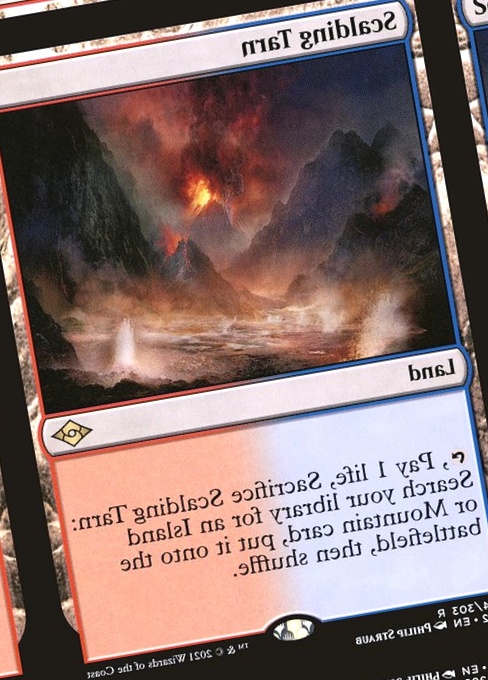 Scalding Tarn
Land
, Pay 1 life, Sacrifice Scalding Tarn:
Search your library for an Island
or Mountain card, put it onto the
battlefield, then shuffle.
/303 R
• EN PHILIP STRAUB
™ & © 2021 Wizards of the Coast
• EN